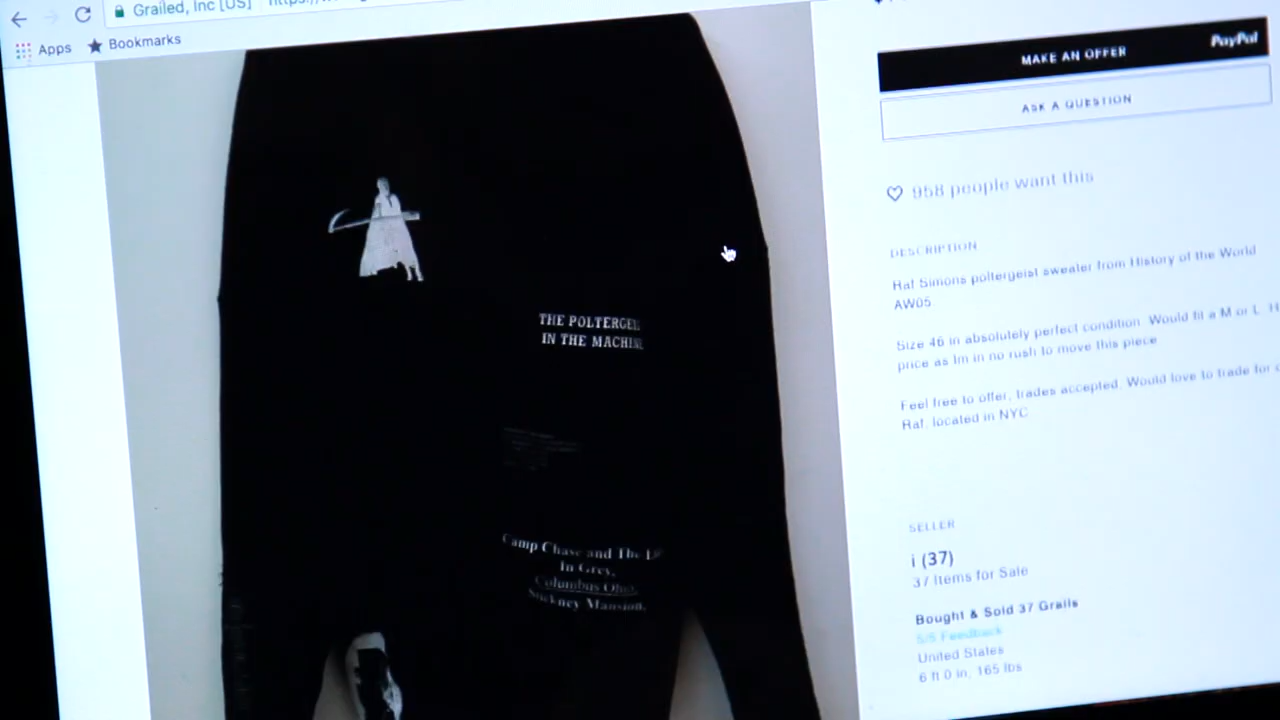 Grailed, Inc [US]
Apps
Bookmarks
MAKE AN OFFER
PayPal
ASK A QUESTION
958 people want this
DESCRIPTION
Raf Simons poltergeist sweater from History of the World
AW05
Size 46 in absolutely perfect condition. Would fit a M or L. H
price as Im in no rush to move this piece
Feel free to offer, trades accepted. Would love to trade for
Raf, located in NYC
SELLER
i (37)
37 Items for Sale
Bought & Sold 37 Grails
5/5 Feedback
United States
6 ft 0 in, 165 lbs
THE POLTERGEI
IN THE MACHINE
Camp Chase and The
In Grey,
Columbus Ohio.
Stickney Mansion.